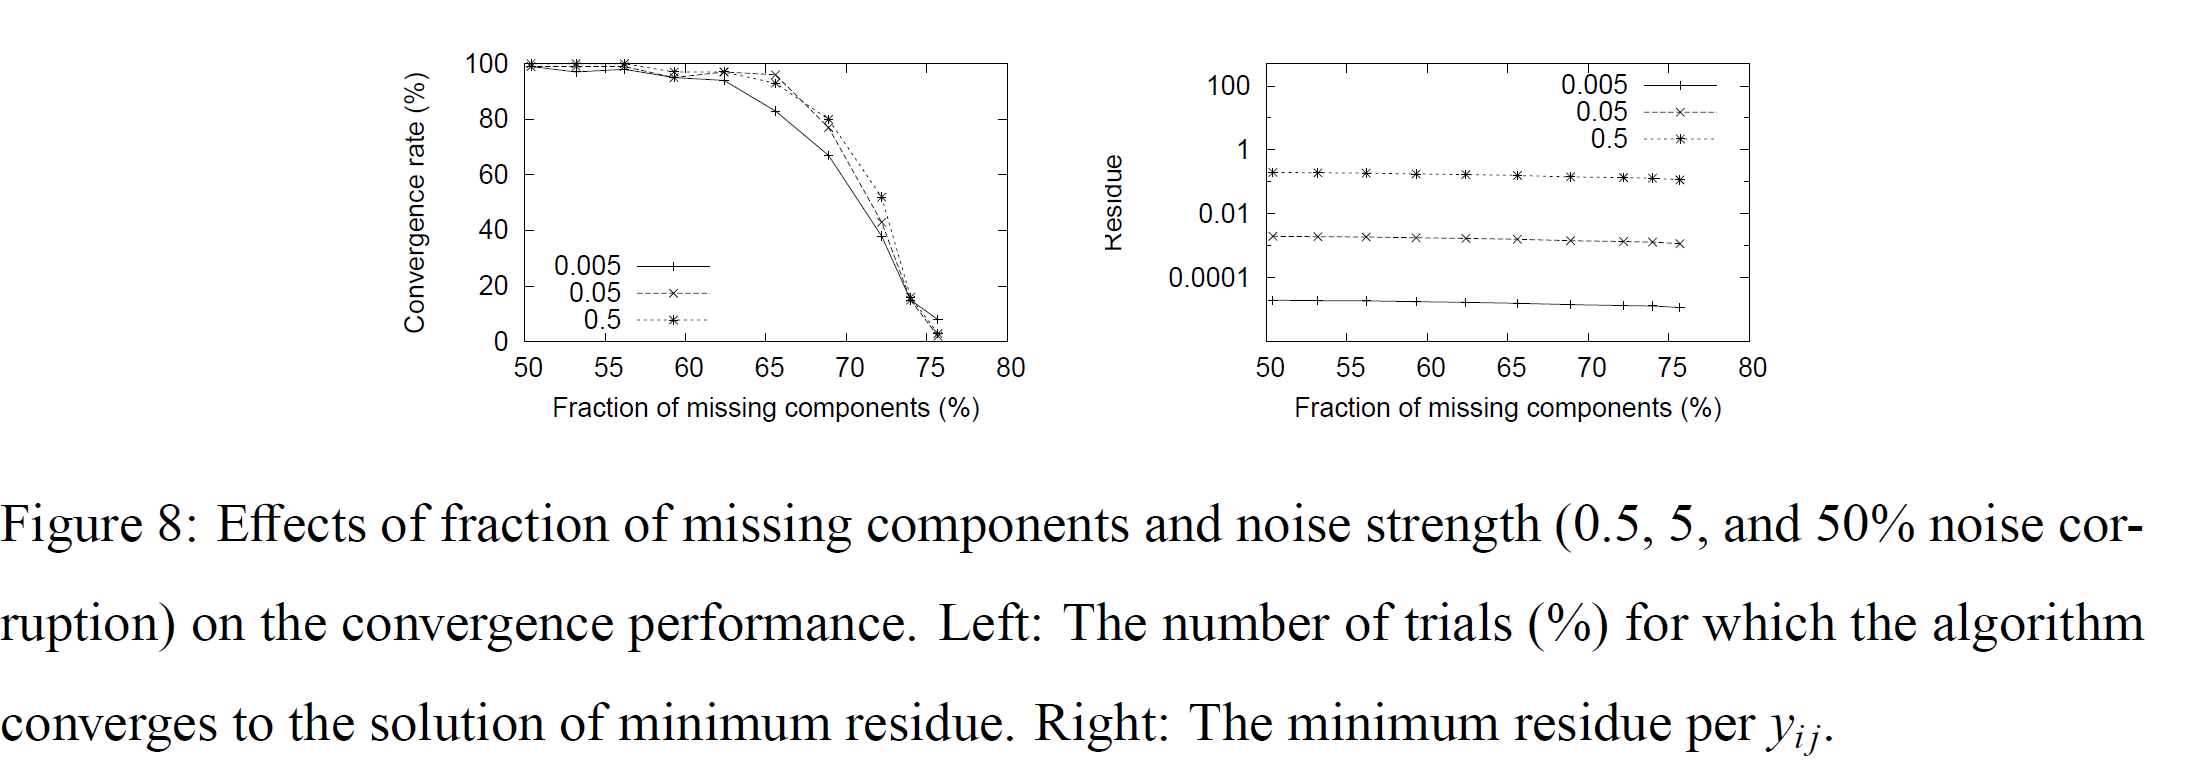 100
80
60
40
20
0
Convergence rate (%)
0.005
0.05
0.5
50 55 60 65 70 75 80
Fraction of missing components (%)
100
1
0.01
0.0001
Residue
0.005
0.05
0.5
50 55 60 65 70 75 80
Fraction of missing components (%)
Figure 8: Effects of fraction of missing components and noise strength (0.5, 5, and 50% noise cor-
ruption) on the convergence performance. Left: The number of trials (%) for which the algorithm
converges to the solution of minimum residue. Right: The minimum residue per y_{ij}.